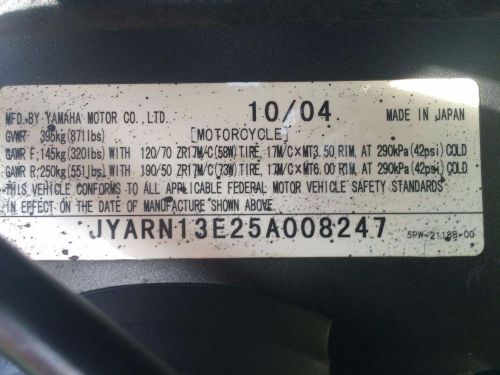 MFD. BY YAMAHA MOTOR CO., LTD. 10/04 MADE IN JAPAN
GVWR: 395kg(871lbs) [MOTORCYCLE]
GAWR F:145kg(320lbs) WITH 120/70 ZR17M/C(58W) TIRE, 17M/C×MT3.50 RIM, AT 290kPa(42psi) COLD
GAWR R:250kg(551lbs) WITH 190/50 ZR17M/C(73W) TIRE, 17M/C×MT6.00 RIM, AT 290kPa(42psi) COLD
THIS VEHICLE CONFORMS TO ALL APPLICABLE FEDERAL MOTOR VEHICLE SAFETY STANDARDS
IN EFFECT ON THE DATE OF MANUFACTURE SHOWN ABOVE.
JYARN13E25A008247
5PW-2118B-00